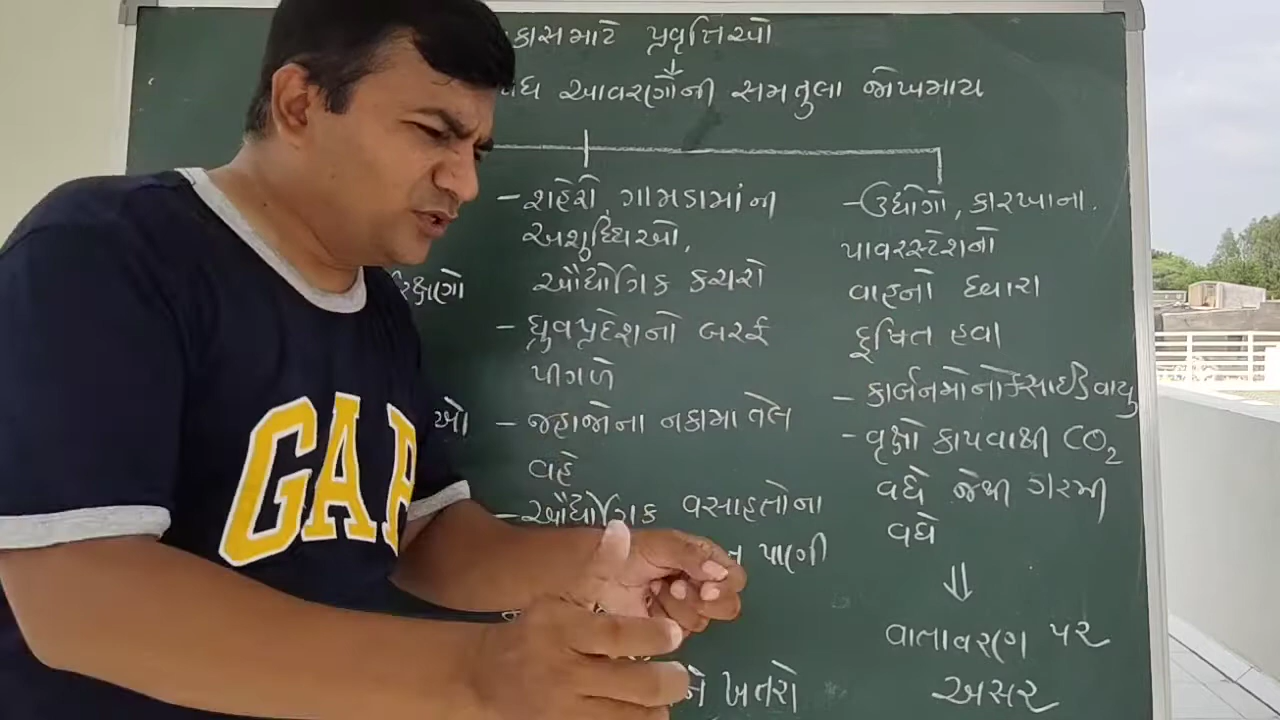 માટે પ્રવૃત્તિઓ
↓
આવરણોની સમતુલા જોખમાય
- શહેરો, ગામડામાંની
અશુધ્ધિઓ,
ઔદ્યોગિક કચરો
- ધ્રુવપ્રદેશનો બરફ
પીગળે
- જહાજોના નકામા તેલ
વહે
- ઔદ્યોગિક વસાહતોના
પાણી
ખતરો
- ઉદ્યોગો, કારખાના.
પાવરસ્ટેશનો
વાહનો ધ્વારા
દૂષિત હવા
- કાર્બનમોનોક્સાઈડ વાયુ
- વૃક્ષો કાપવાથી CO2
વધે જેથી ગરમી
વધે
⇓
વાતાવરણ પર
અસર
GAP